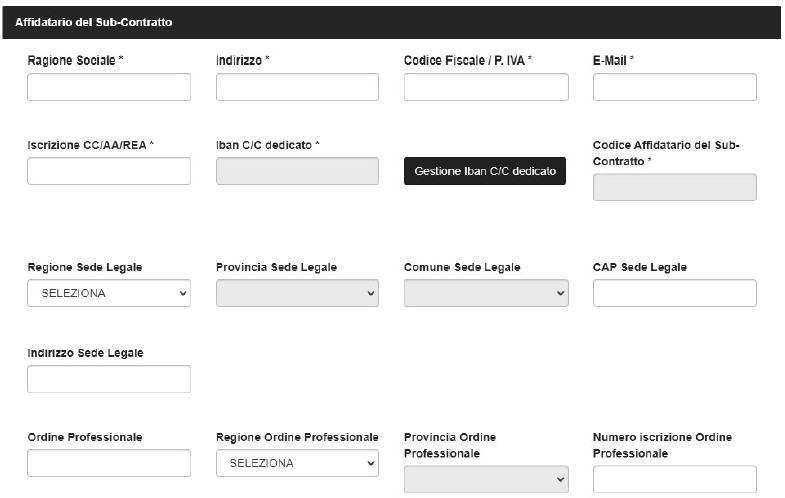 Affidatario del Sub-Contratto
Ragione Sociale * Indirizzo * Codice Fiscale / P. IVA * E-Mail *
Iscrizione CC/AA/REA * Iban C/C dedicato * Codice Affidatario del Sub-
Contratto *
Gestione Iban C/C dedicato
Regione Sede Legale Provincia Sede Legale Comune Sede Legale CAP Sede Legale
SELEZIONA
Indirizzo Sede Legale
Ordine Professionale Regione Ordine Professionale Provincia Ordine Numero iscrizione Ordine
Professionale Professionale
SELEZIONA